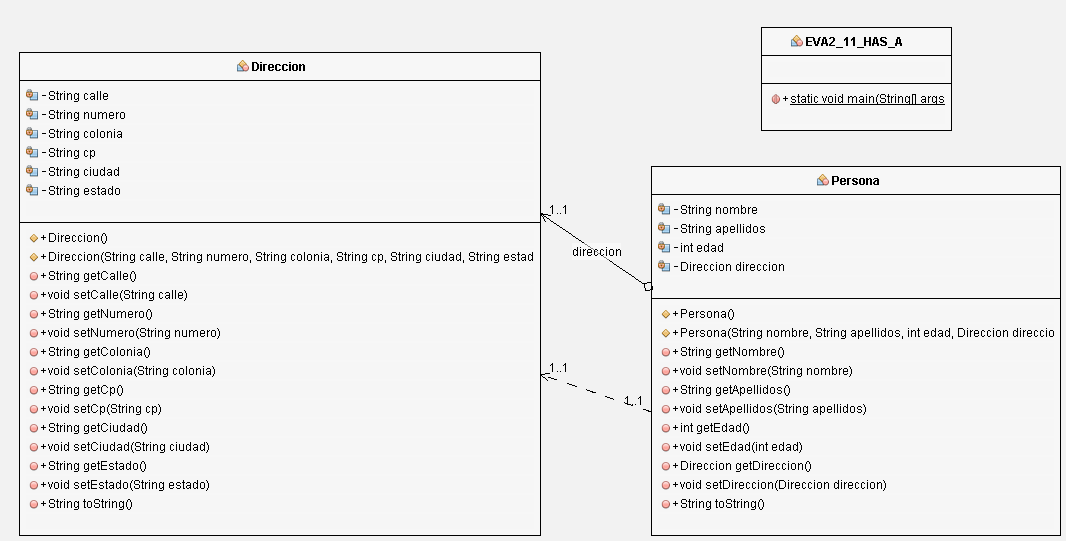 Direccion
-String calle
-String numero
-String colonia
-String cp
-String ciudad
-String estado
+Direccion()
+Direccion(String calle, String numero, String colonia, String cp, String ciudad, String estad
+String getCalle()
+void setCalle(String calle)
+String getNumero()
+void setNumero(String numero)
+String getColonia()
+void setColonia(String colonia)
+String getCp()
+void setCp(String cp)
+String getCiudad()
+void setCiudad(String ciudad)
+String getEstado()
+void setEstado(String estado)
+String toString()
1..1
direccion
1..1
1..1
EVA2_11_HAS_A
+static void main(String[] args
Persona
-String nombre
-String apellidos
-int edad
-Direccion direccion
+Persona()
+Persona(String nombre, String apellidos, int edad, Direccion direccio
+String getNombre()
+void setNombre(String nombre)
+String getApellidos()
+void setApellidos(String apellidos)
+int getEdad()
+void setEdad(int edad)
+Direccion getDireccion()
+void setDireccion(Direccion direccion)
+String toString()